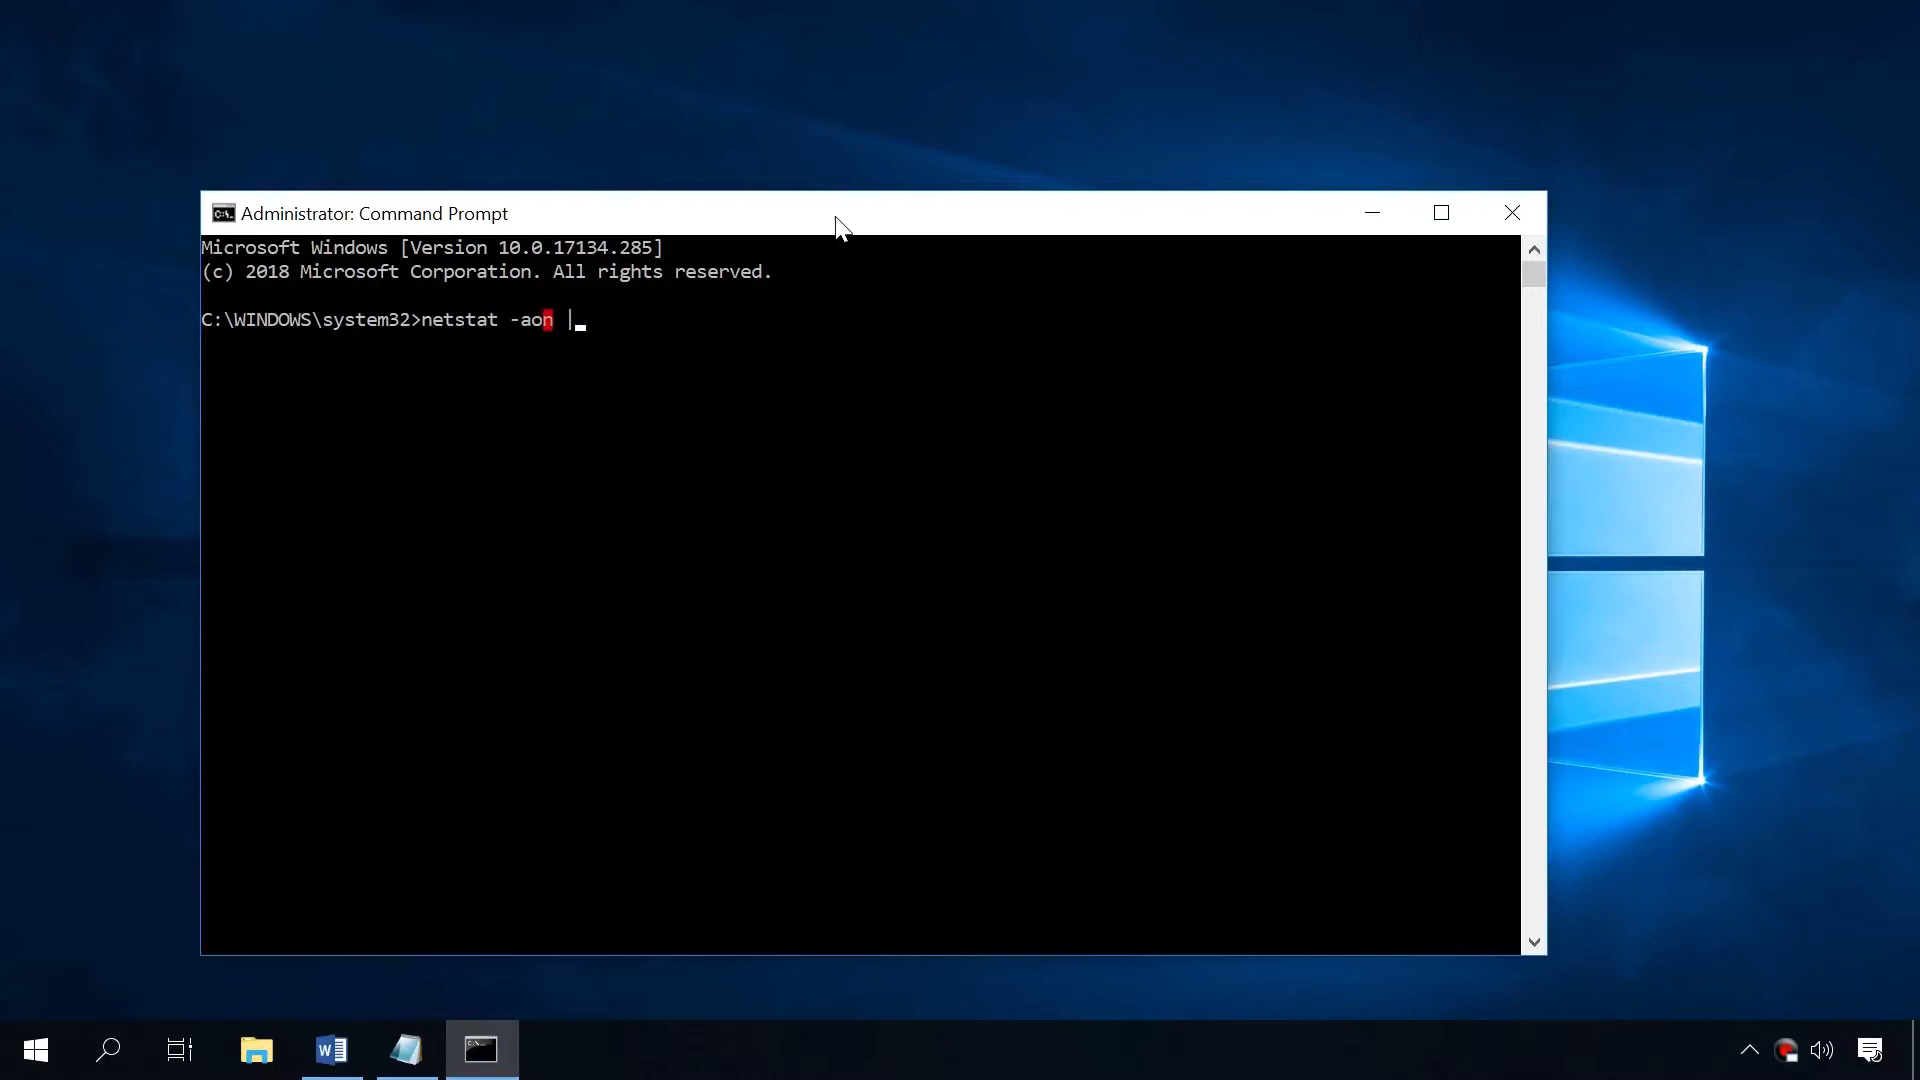 Administrator: Command Prompt
Microsoft Windows [Version 10.0.17134.285]
(c) 2018 Microsoft Corporation. All rights reserved.
C:\WINDOWS\system32>netstat -aon |